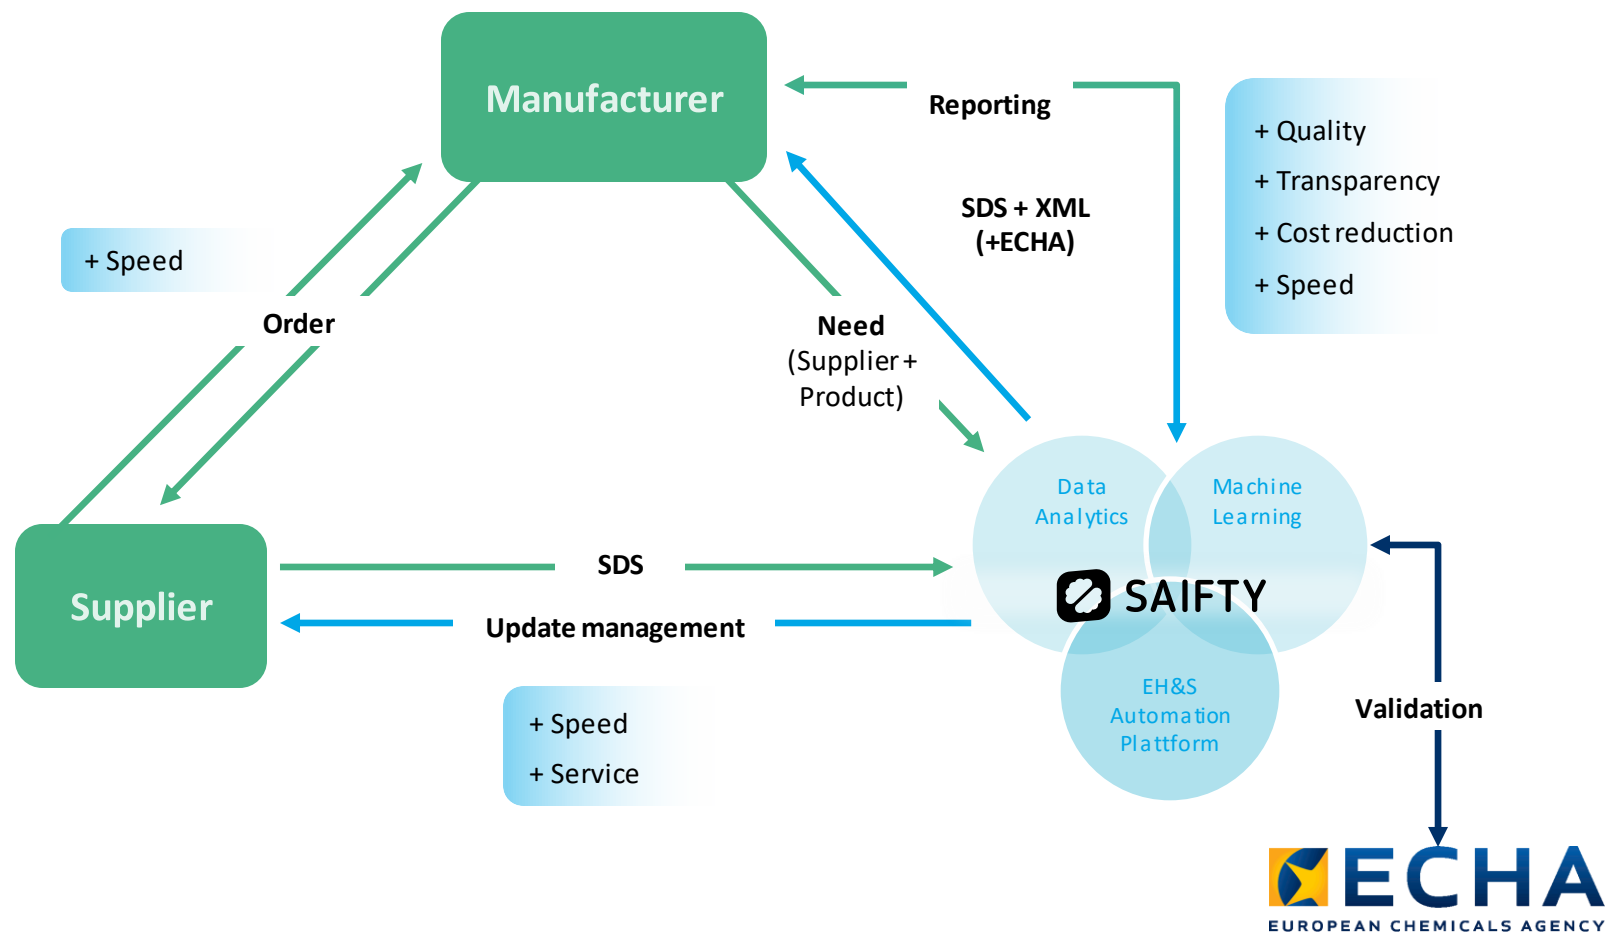 Manufacturer
Reporting
+ Quality
+ Transparency
+ Cost reduction
+ Speed
SDS + XML
(+ECHA)
+ Speed
Order
Need
(Supplier +
Product)
Data
Analytics
Machine
Learning
SDS
Supplier
SAIFTY
Update management
EH&S
Automation
Plattform
+ Speed
+ Service
Validation
ECHA
EUROPEAN CHEMICALS AGENCY